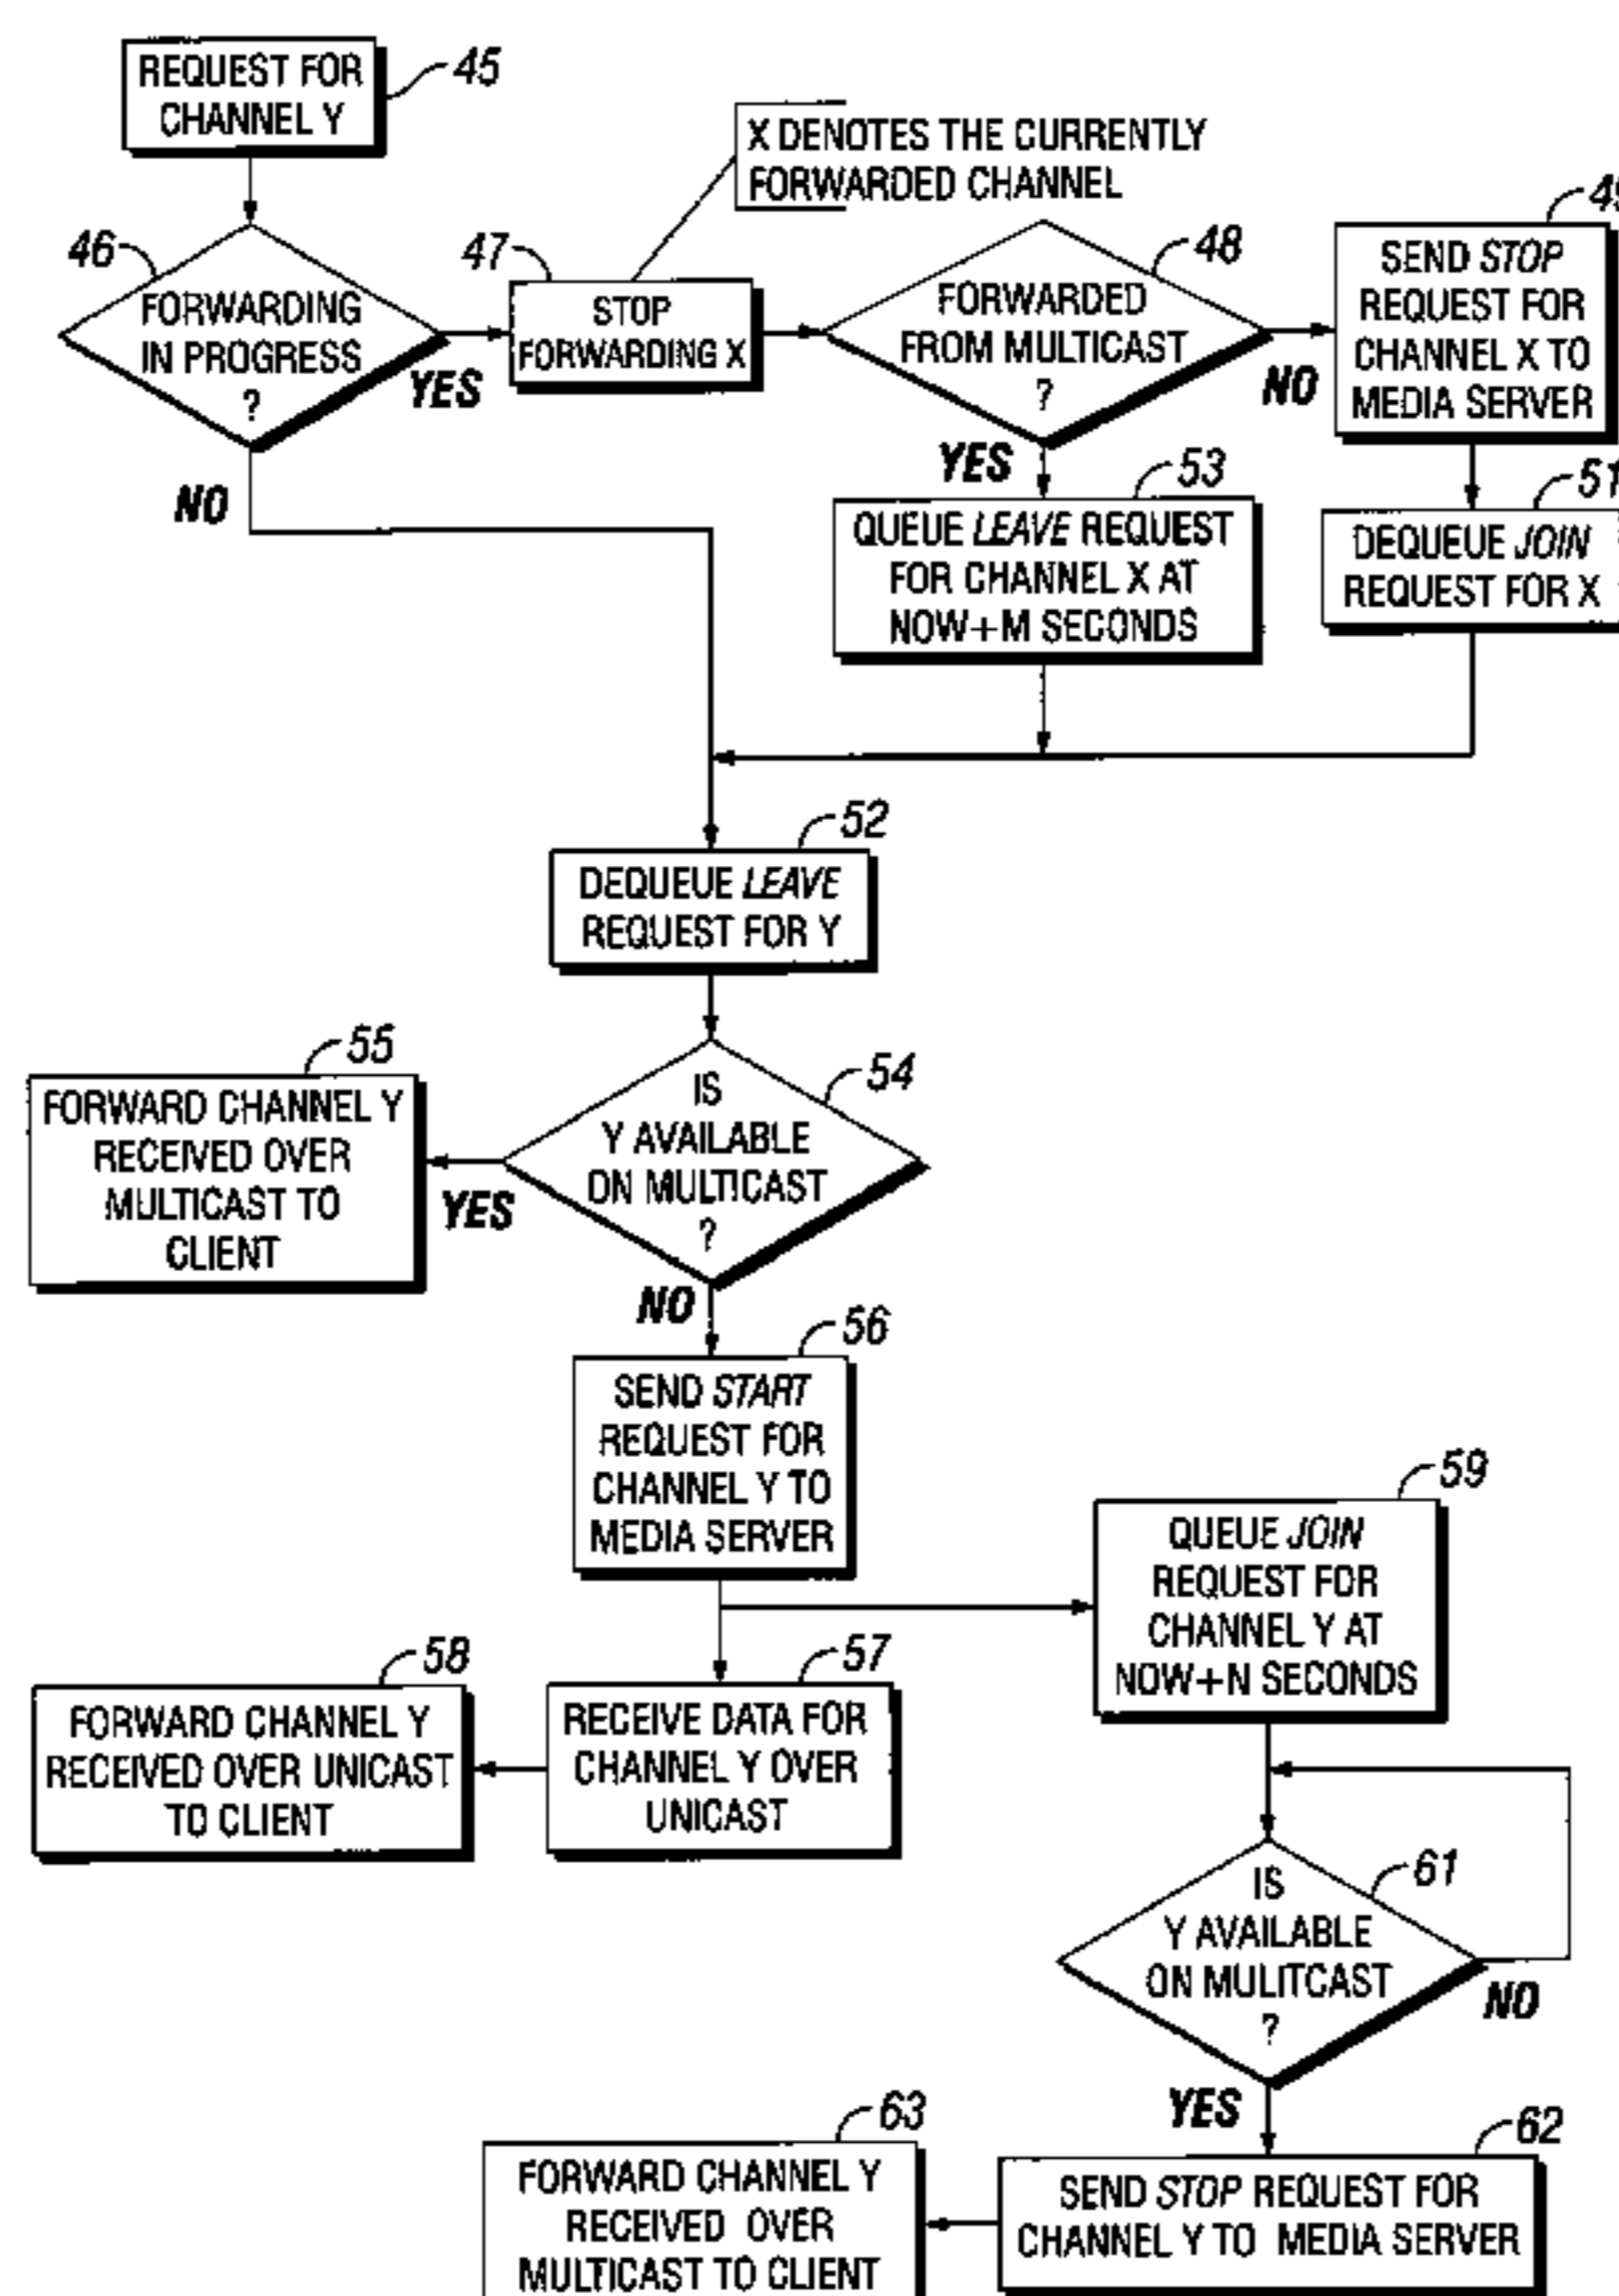 REQUEST FOR
CHANNEL Y
45
X DENOTES THE CURRENTLY
FORWARDED CHANNEL
46
FORWARDING
IN PROGRESS
?
YES
NO
47
STOP
FORWARDING X
48
FORWARDED
FROM MULTICAST
?
NO
YES
49
SEND STOP
REQUEST FOR
CHANNEL X TO
MEDIA SERVER
53
QUEUE LEAVE REQUEST
FOR CHANNEL X AT
NOW+M SECONDS
51
DEQUEUE JOIN
REQUEST FOR X
52
DEQUEUE LEAVE
REQUEST FOR Y
54
IS
Y AVAILABLE
ON MULTICAST
?
YES
NO
55
FORWARD CHANNEL Y
RECEIVED OVER
MULTICAST TO
CLIENT
56
SEND START
REQUEST FOR
CHANNEL Y TO
MEDIA SERVER
59
QUEUE JOIN
REQUEST FOR
CHANNEL Y AT
NOW+N SECONDS
57
RECEIVE DATA FOR
CHANNEL Y OVER
UNICAST
58
FORWARD CHANNEL Y
RECEIVED OVER UNICAST
TO CLIENT
61
IS
Y AVAILABLE
ON MULITCAST
?
NO
YES
62
SEND STOP REQUEST FOR
CHANNEL Y TO MEDIA SERVER
63
FORWARD CHANNEL Y
RECEIVED OVER
MULTICAST TO CLIENT